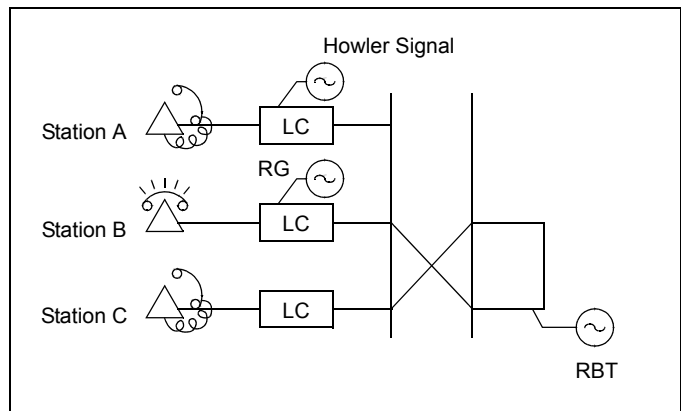 Howler Signal
Station A
LC
RG
Station B
LC
Station C
LC
RBT